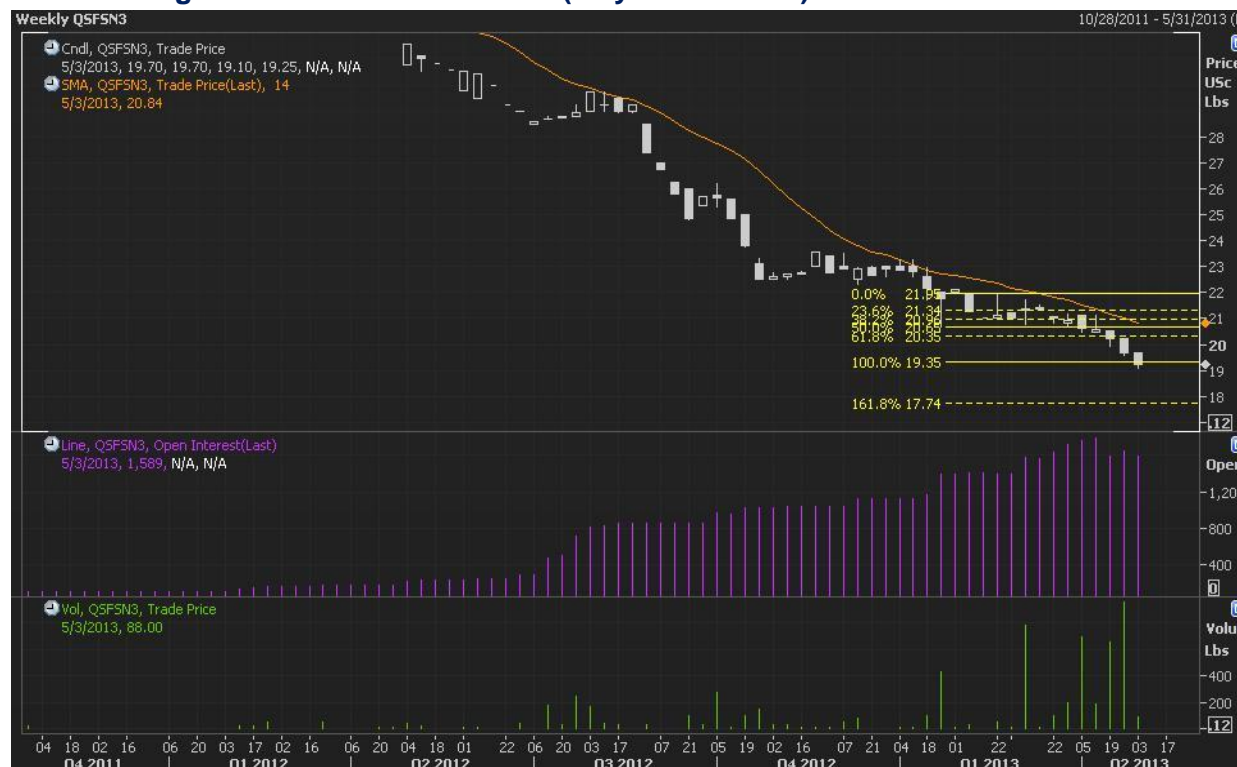 Weekly QSFSN3
10/28/2011 - 5/31/2013
Cndl, QSFSN3, Trade Price
5/3/2013, 19.70, 19.70, 19.10, 19.25, N/A, N/A
SMA, QSFSN3, Trade Price(Last), 14
5/3/2013, 20.84
Price
USc
Lbs
28
27
26
25
24
23
22
21
20
19
18
.12
0.0% 21.95
23.6% 21.34
61.8% 20.35
100.0% 19.35
161.8% 17.74
Line, QSFSN3, Open Interest(Last)
5/3/2013, 1,589, N/A, N/A
Open
1,20
800
400
0
Vol, QSFSN3, Trade Price
5/3/2013, 88.00
Volu
Lbs
400
200
.12
04 18 02 16 06 20 03 17 02 16 06 20 04 18 01 22 06 20 03 17 07 21 05 19 02 16 07 21 04 18 01 22 22 05 19 03 17
Q4 2011 Q1 2012 Q2 2012 Q3 2012 Q4 2012 Q1 2013 Q2 2013